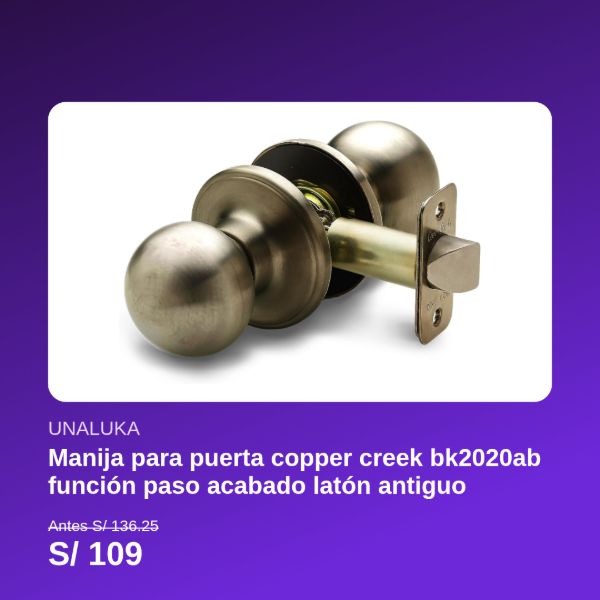 UNALUKA
Manija para puerta copper creek bk2020ab
función paso acabado latón antiguo
Antes S/ 136.25
S/ 109